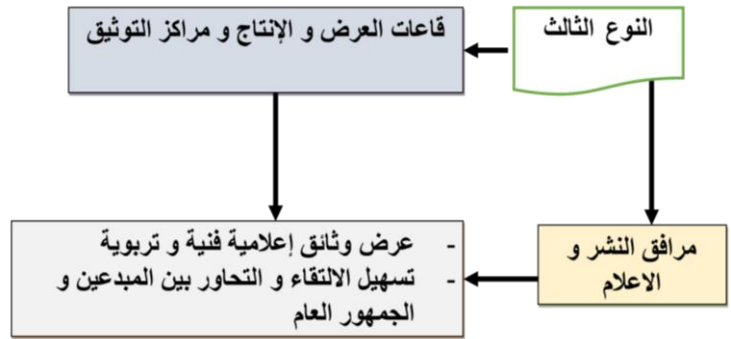 النوع الثالث
قاعات العرض و الإنتاج و مراكز التوثيق
مرافق النشر و
الاعلام
- عرض وثائق إعلامية فنية و تربوية
- تسهيل الالتقاء و التحاور بين المبدعين و
الجمهور العام